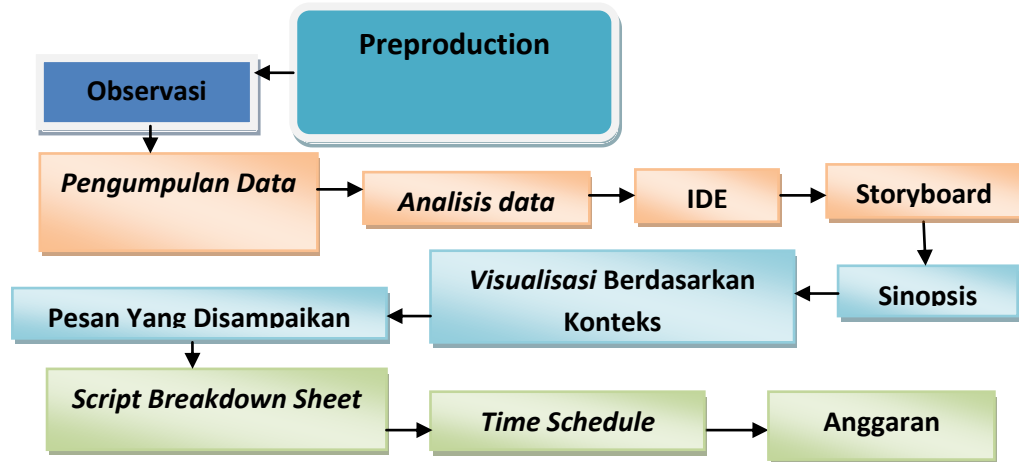 Preproduction
Observasi
Pengumpulan Data
Analisis data
IDE
Storyboard
Sinopsis
Visualisasi Berdasarkan
Konteks
Pesan Yang Disampaikan
Script Breakdown Sheet
Time Schedule
Anggaran